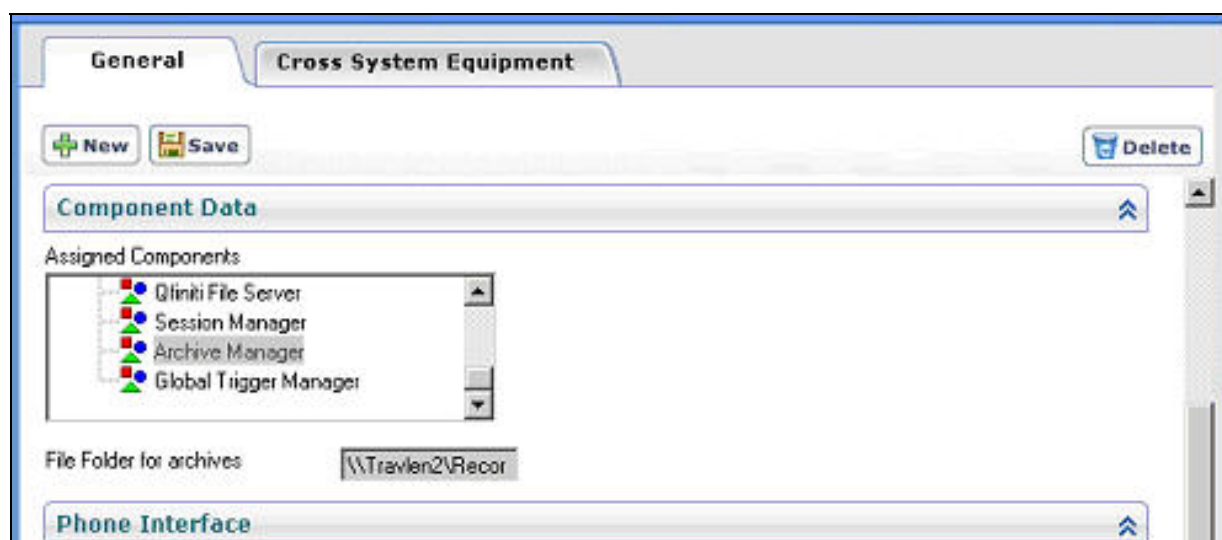 General
Cross System Equipment
New
Save
Delete
Component Data
Assigned Components
Qfiniti File Server
Session Manager
Archive Manager
Global Trigger Manager
File Folder for archives
\\Travlen2\Recor
Phone Interface